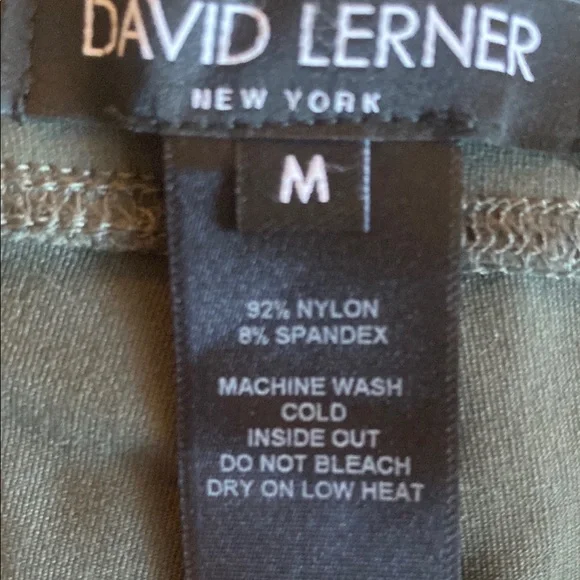 DAVID LERNER
NEW YORK
M
92% NYLON
8% SPANDEX
MACHINE WASH
COLD
INSIDE OUT
DO NOT BLEACH
DRY ON LOW HEAT